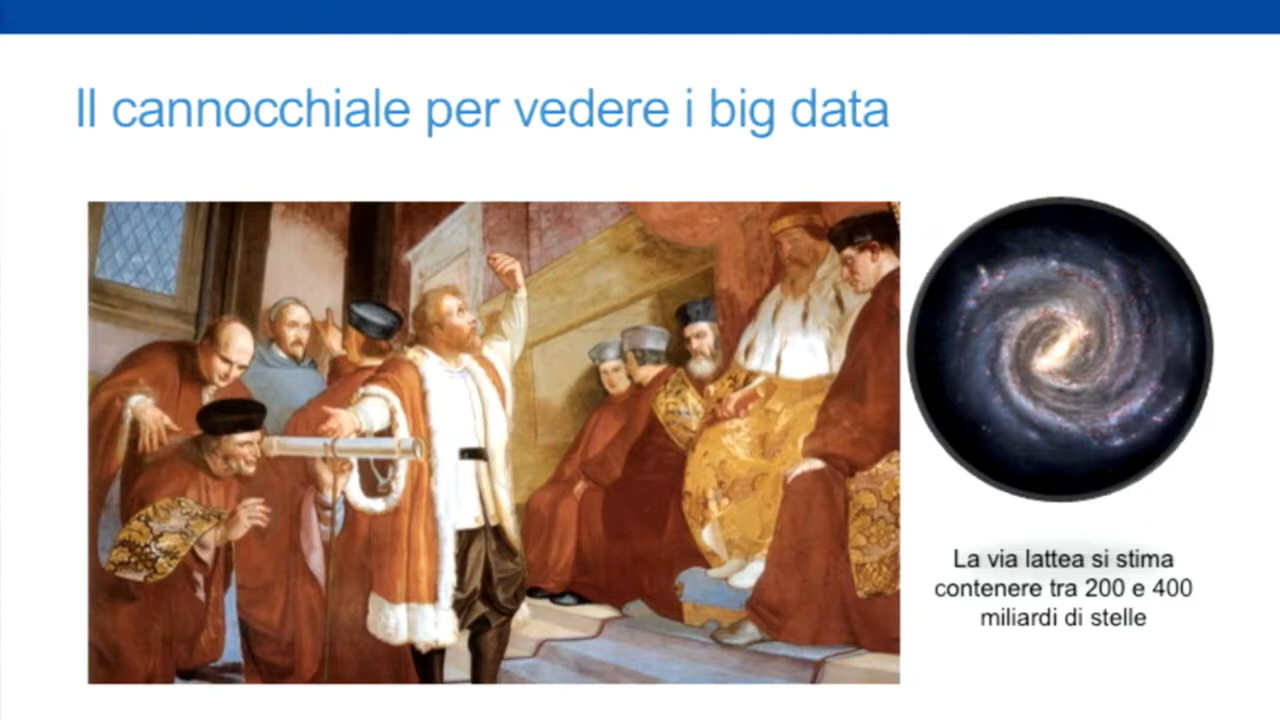 Il cannocchiale per vedere i big data
La via lattea si stima
contenere tra 200 e 400
miliardi di stelle